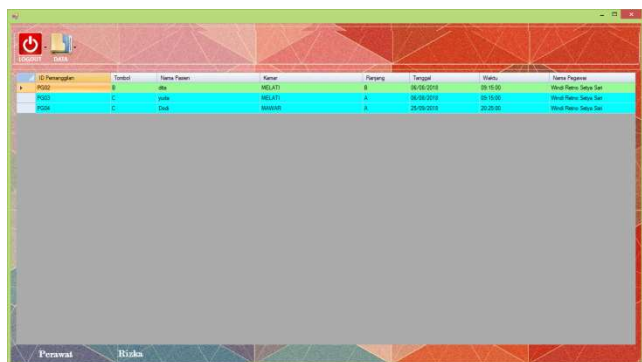 LOGOUT DATA
ID Pemanggilan Tombol Nama Pasien Kamar Ranjang Tanggal Waktu Nama Pegawai
PG02 B dita MELATI B 06/08/2018 09:15:00 Windi Retno Setya Sari
PG03 C yuda MELATI A 06/08/2018 09:15:00 Windi Retno Setya Sari
PG04 C Dodi MAWAR A 25/09/2018 20:25:00 Windi Retno Setya Sari
Perawat Rizka